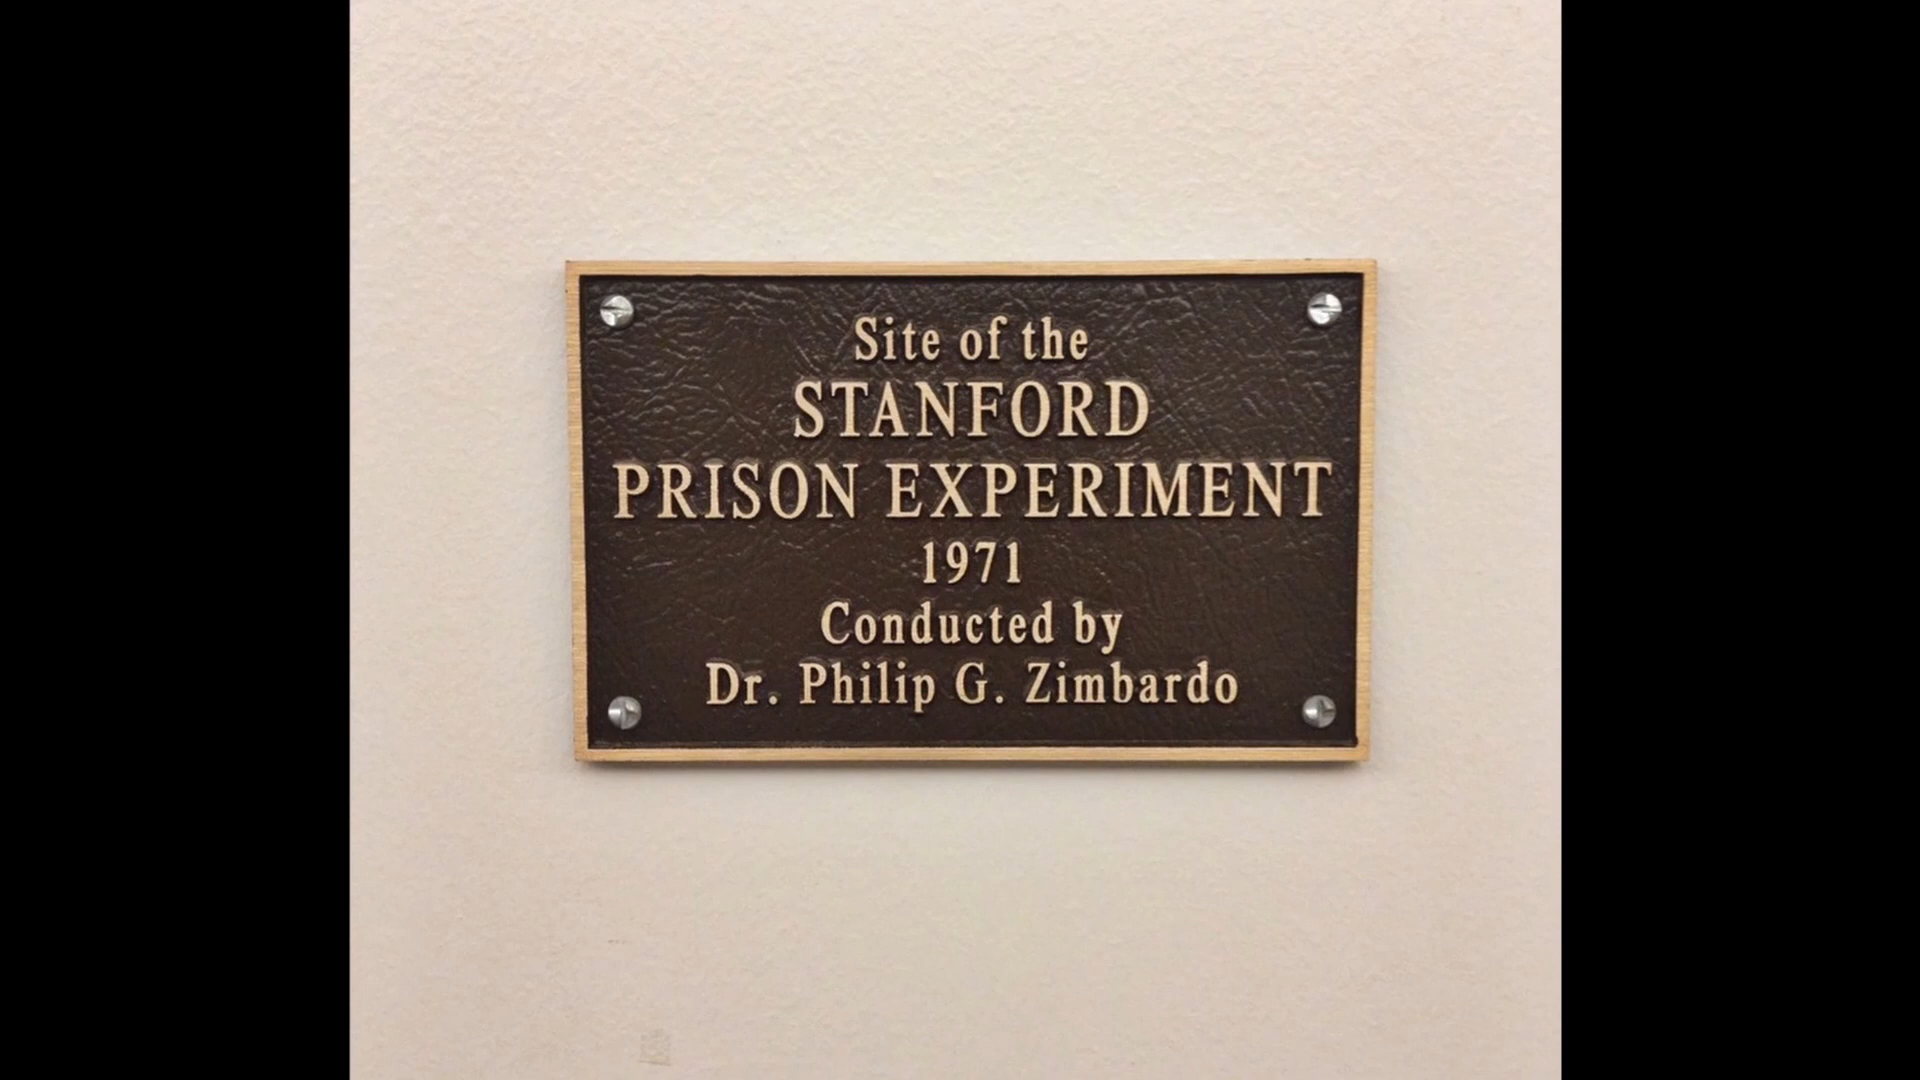 Site of the
STANFORD
PRISON EXPERIMENT
1971
Conducted by
Dr. Philip G. Zimbardo